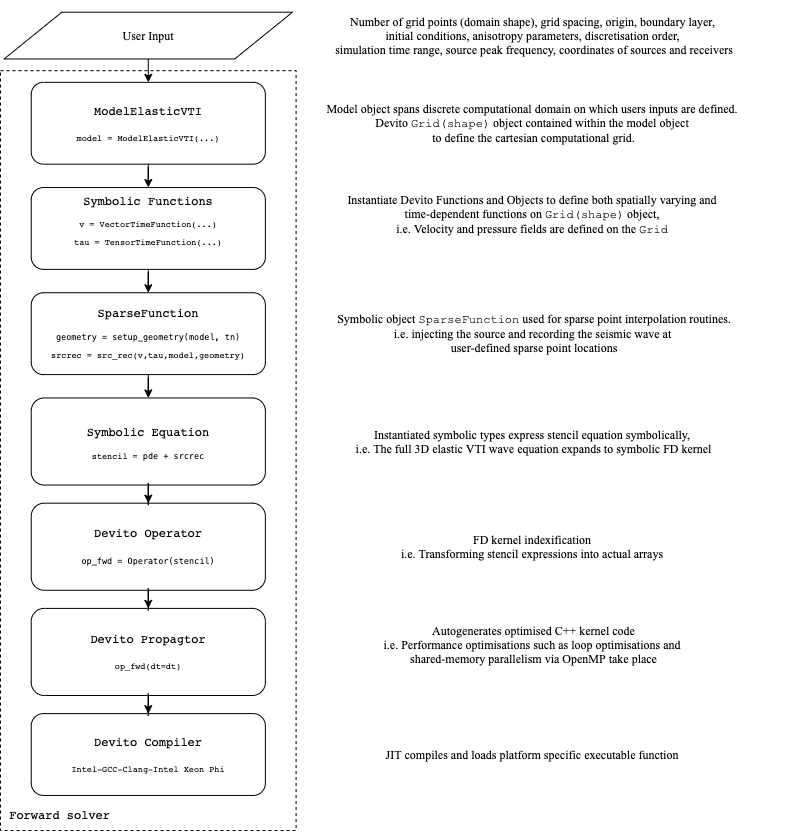 User Input
Number of grid points (domain shape), grid spacing, origin, boundary layer,
initial conditions, anisotropy parameters, discretisation order,
simulation time range, source peak frequency, coordinates of sources and receivers
ModelElasticVTI
model = ModelElasticVTI(...)
Model object spans discrete computational domain on which users inputs are defined.
Devito Grid(shape) object contained within the model object
to define the cartesian computational grid.
Symbolic Functions
v = VectorTimeFunction(...)
tau = TensorTimeFunction(...)
Instantiate Devito Functions and Objects to define both spatially varying and
time-dependent functions on Grid(shape) object,
i.e. Velocity and pressure fields are defined on the Grid
SparseFunction
geometry = setup_geometry(model, tn)
srcrec = src_rec(v,tau,model,geometry)
Symbolic object SparseFunction used for sparse point interpolation routines.
i.e. injecting the source and recording the seismic wave at
user-defined sparse point locations
Symbolic Equation
stencil = pde + srcrec
Instantiated symbolic types express stencil equation symbolically,
i.e. The full 3D elastic VTI wave equation expands to symbolic FD kernel
Devito Operator
op_fwd = Operator(stencil)
FD kernel indexification
i.e. Transforming stencil expressions into actual arrays
Devito Propagtor
op_fwd(dt=dt)
Autogenerates optimised C++ kernel code
i.e. Performance optimisations such as loop optimisations and
shared-memory parallelism via OpenMP take place
Devito Compiler
Intel-GCC-Clang-Intel Xeon Phi
JIT compiles and loads platform specific executable function
Forward solver